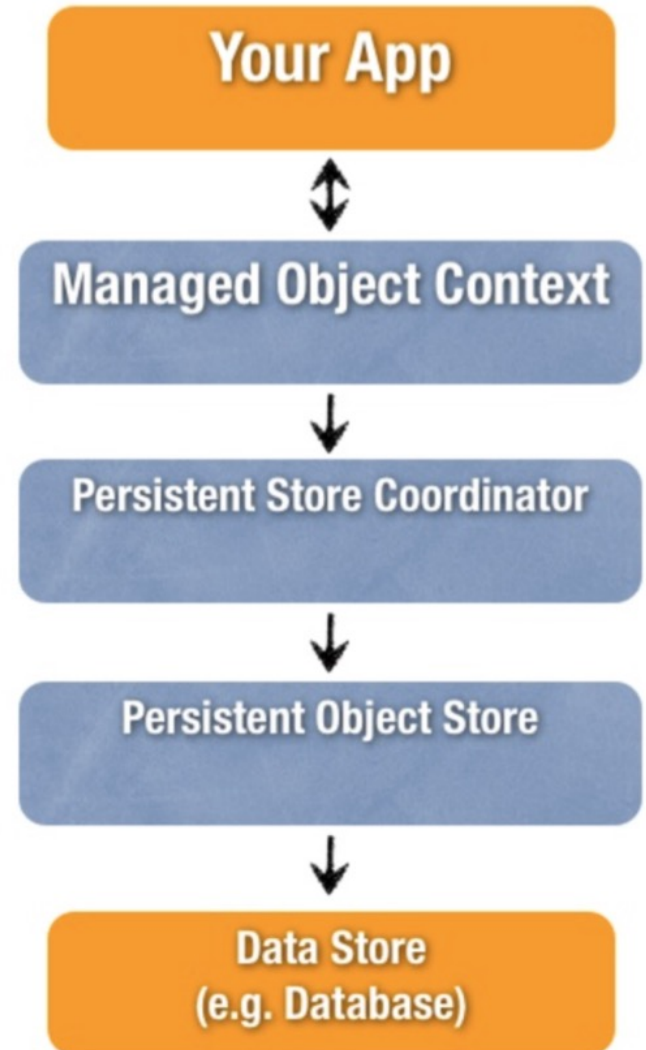 Your App
Managed Object Context
Persistent Store Coordinator
Persistent Object Store
Data Store
(e.g. Database)